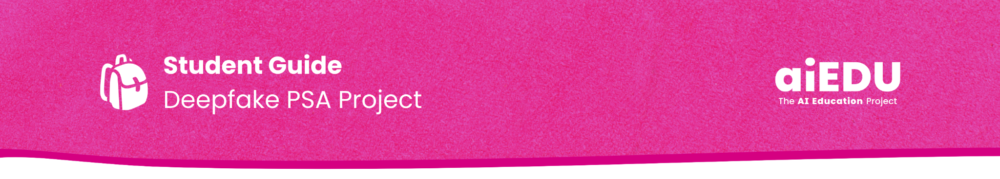 Student Guide
Deepfake PSA Project
aiEDU
The AI Education Project